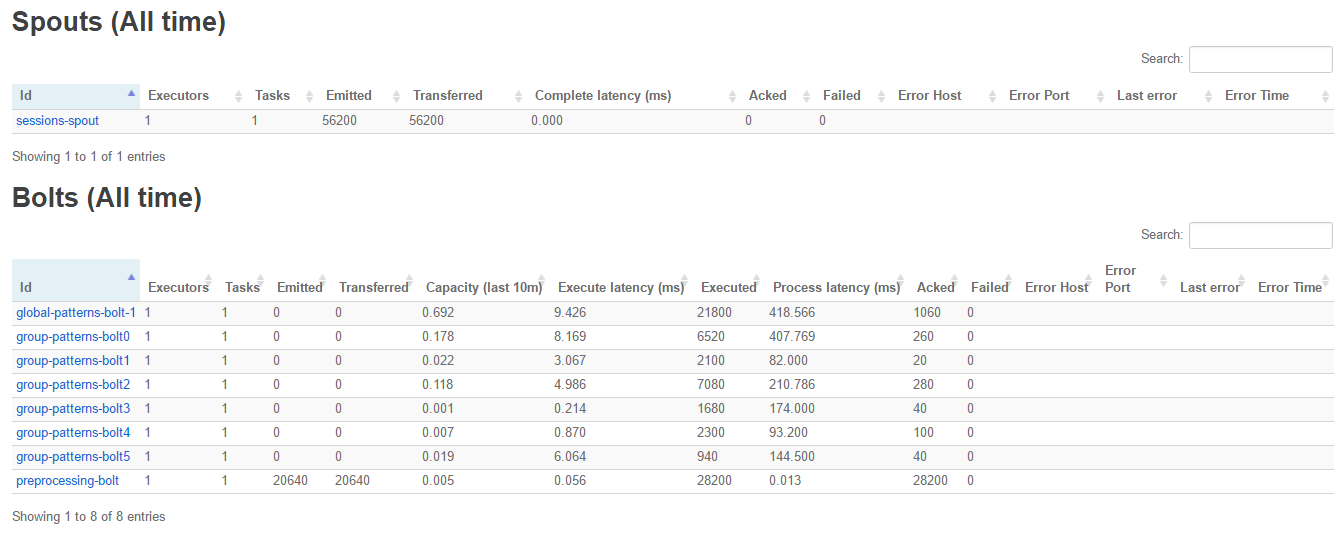 Spouts (All time)
Search:
Id Executors Tasks Emitted Transferred Complete latency (ms) Acked Failed Error Host Error Port Last error Error Time
sessions-spout 1 1 56200 56200 0.000 0 0
Showing 1 to 1 of 1 entries
Bolts (All time)
Search:
Id Executors Tasks Emitted Transferred Capacity (last 10m) Execute latency (ms) Executed Process latency (ms) Acked Failed Error Host Error Port Last error Error Time
global-patterns-bolt-1 1 1 0 0 0.692 9.426 21800 418.566 1060 0
group-patterns-bolt0 1 1 0 0 0.178 8.169 6520 407.769 260 0
group-patterns-bolt1 1 1 0 0 0.022 3.067 2100 82.000 20 0
group-patterns-bolt2 1 1 0 0 0.118 4.986 7080 210.786 280 0
group-patterns-bolt3 1 1 0 0 0.001 0.214 1680 174.000 40 0
group-patterns-bolt4 1 1 0 0 0.007 0.870 2300 93.200 100 0
group-patterns-bolt5 1 1 0 0 0.019 6.064 940 144.500 40 0
preprocessing-bolt 1 1 20640 20640 0.005 0.056 28200 0.013 28200 0
Showing 1 to 8 of 8 entries